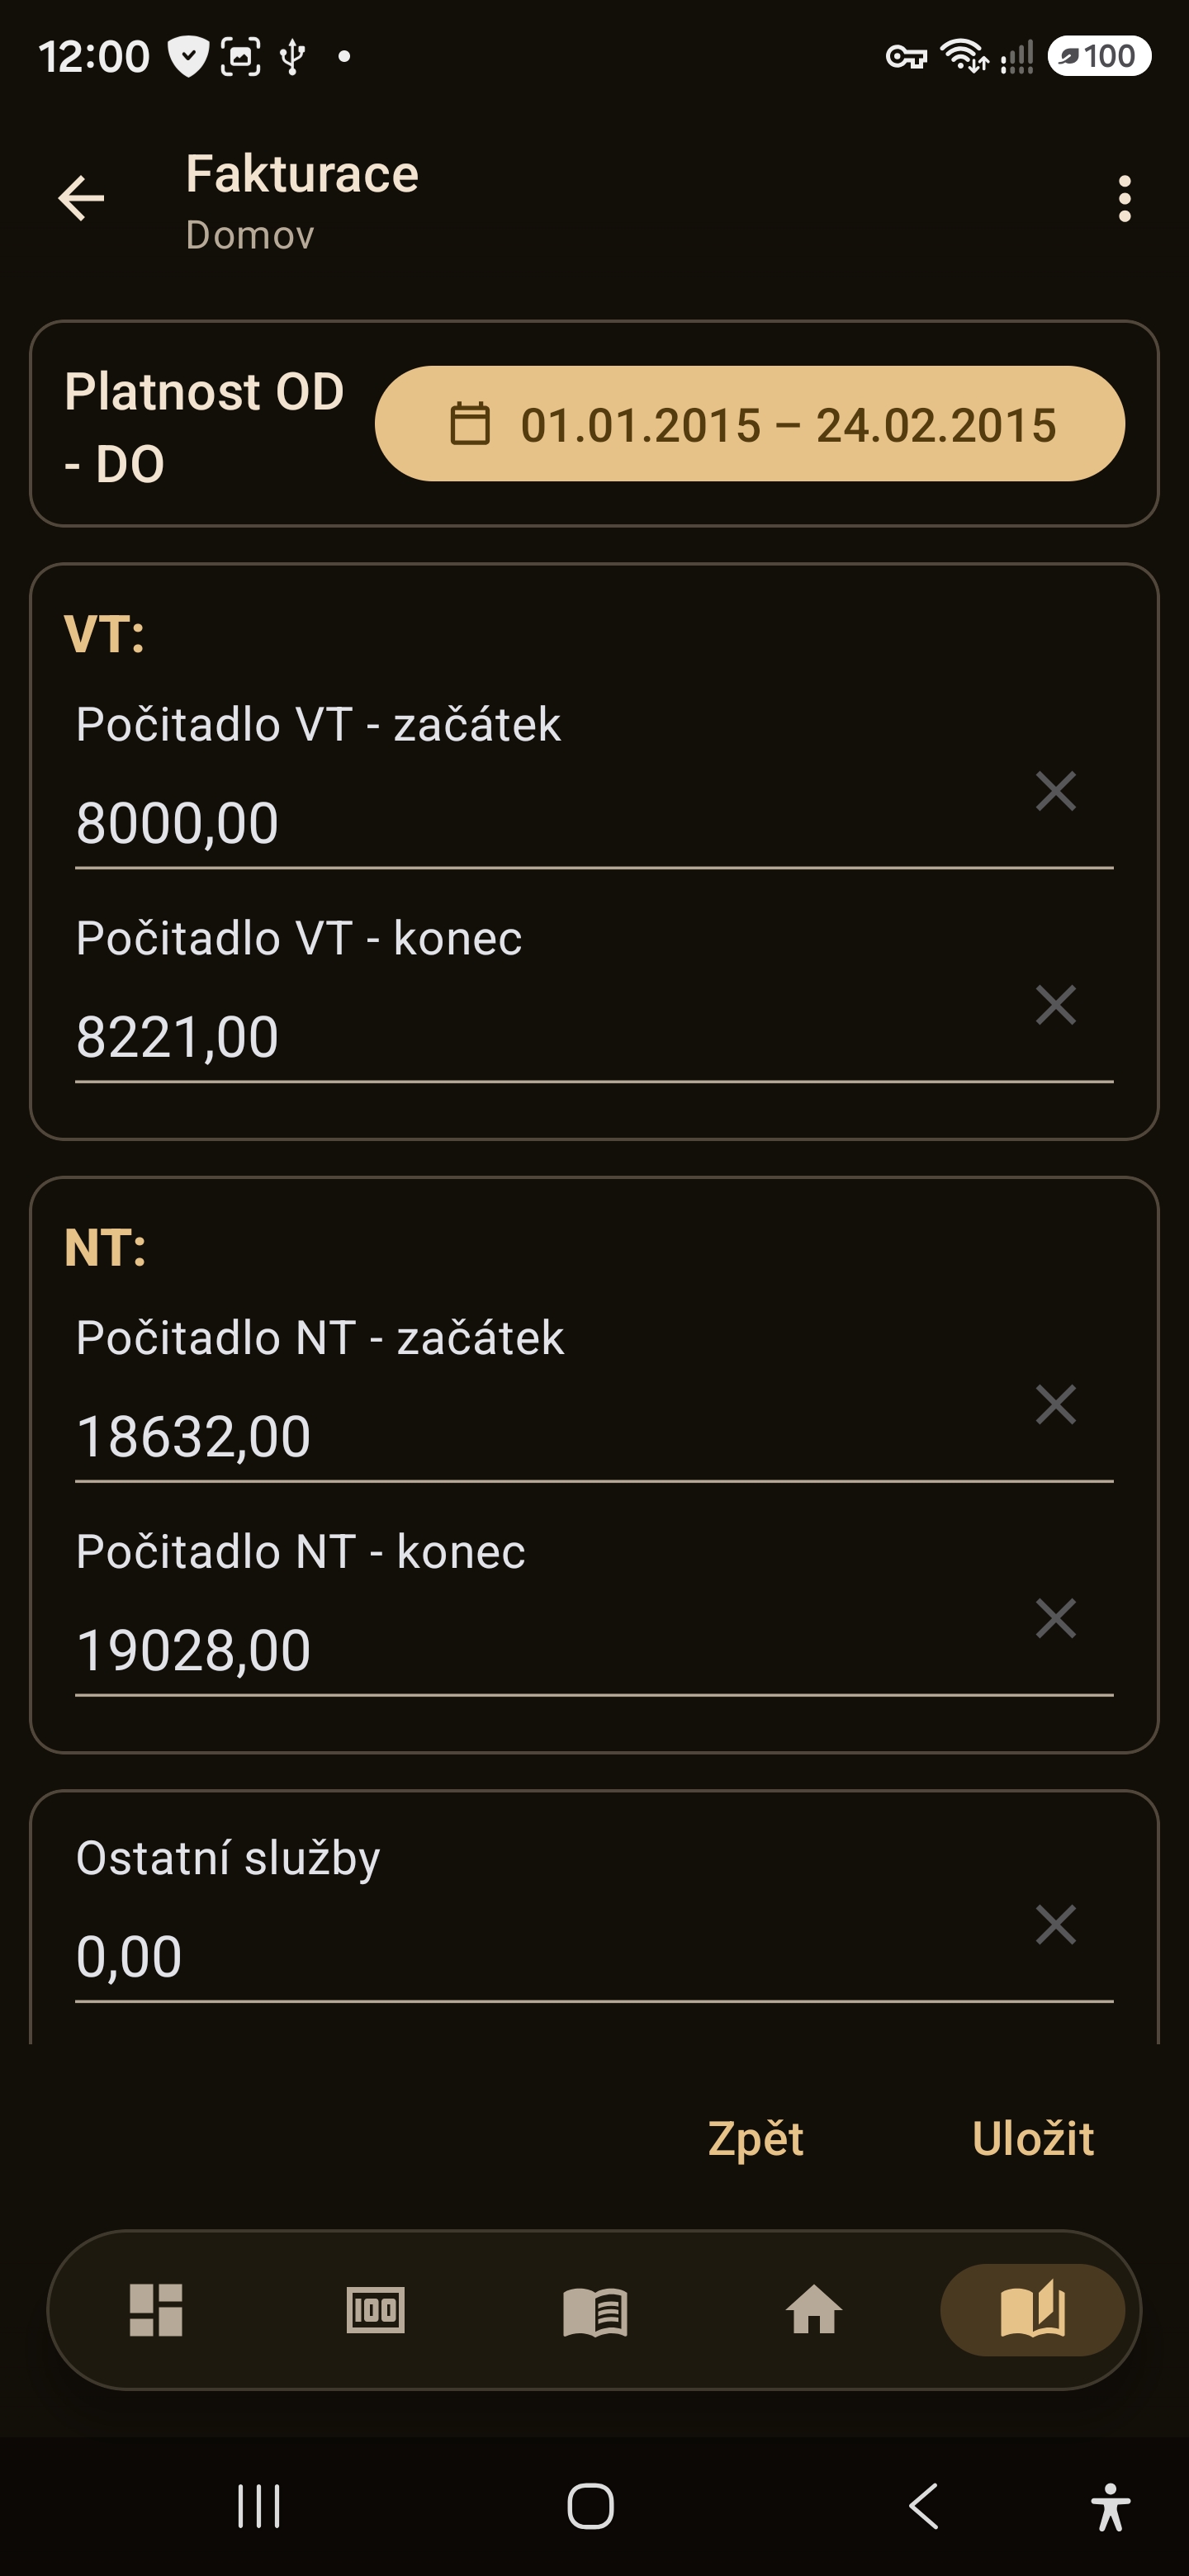 12:00
100
Fakturace
Domov
Platnost OD
- DO
01.01.2015 – 24.02.2015
VT:
Počitadlo VT - začátek
8000,00
Počitadlo VT - konec
8221,00
NT:
Počitadlo NT - začátek
18632,00
Počitadlo NT - konec
19028,00
Ostatní služby
0,00
Zpět
Uložit
100